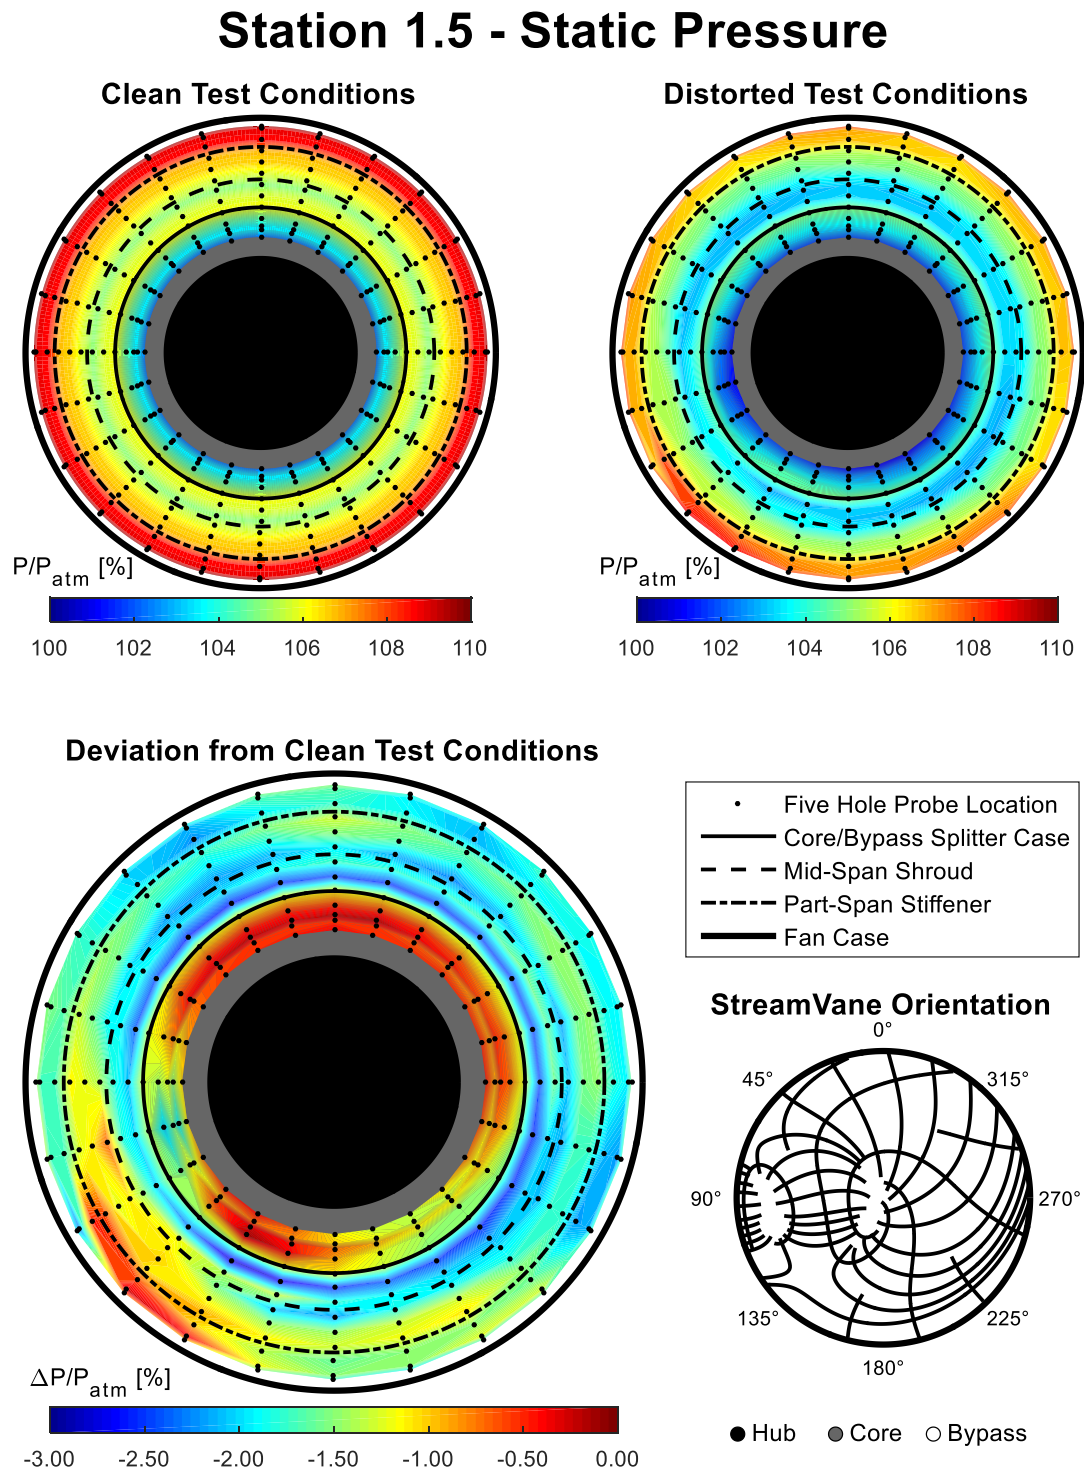 Station 1.5 - Static Pressure
Clean Test Conditions
Distorted Test Conditions
P/Patm [%]
P/Patm [%]
100 102 104 106 108 110
100 102 104 106 108 110
Deviation from Clean Test Conditions
Five Hole Probe Location
Core/Bypass Splitter Case
Mid-Span Shroud
Part-Span Stiffener
Fan Case
StreamVane Orientation
0°
45° 315°
90° 270°
135° 225°
180°
ΔP/Patm [%]
-3.00 -2.50 -2.00 -1.50 -1.00 -0.50 0.00
Hub Core Bypass